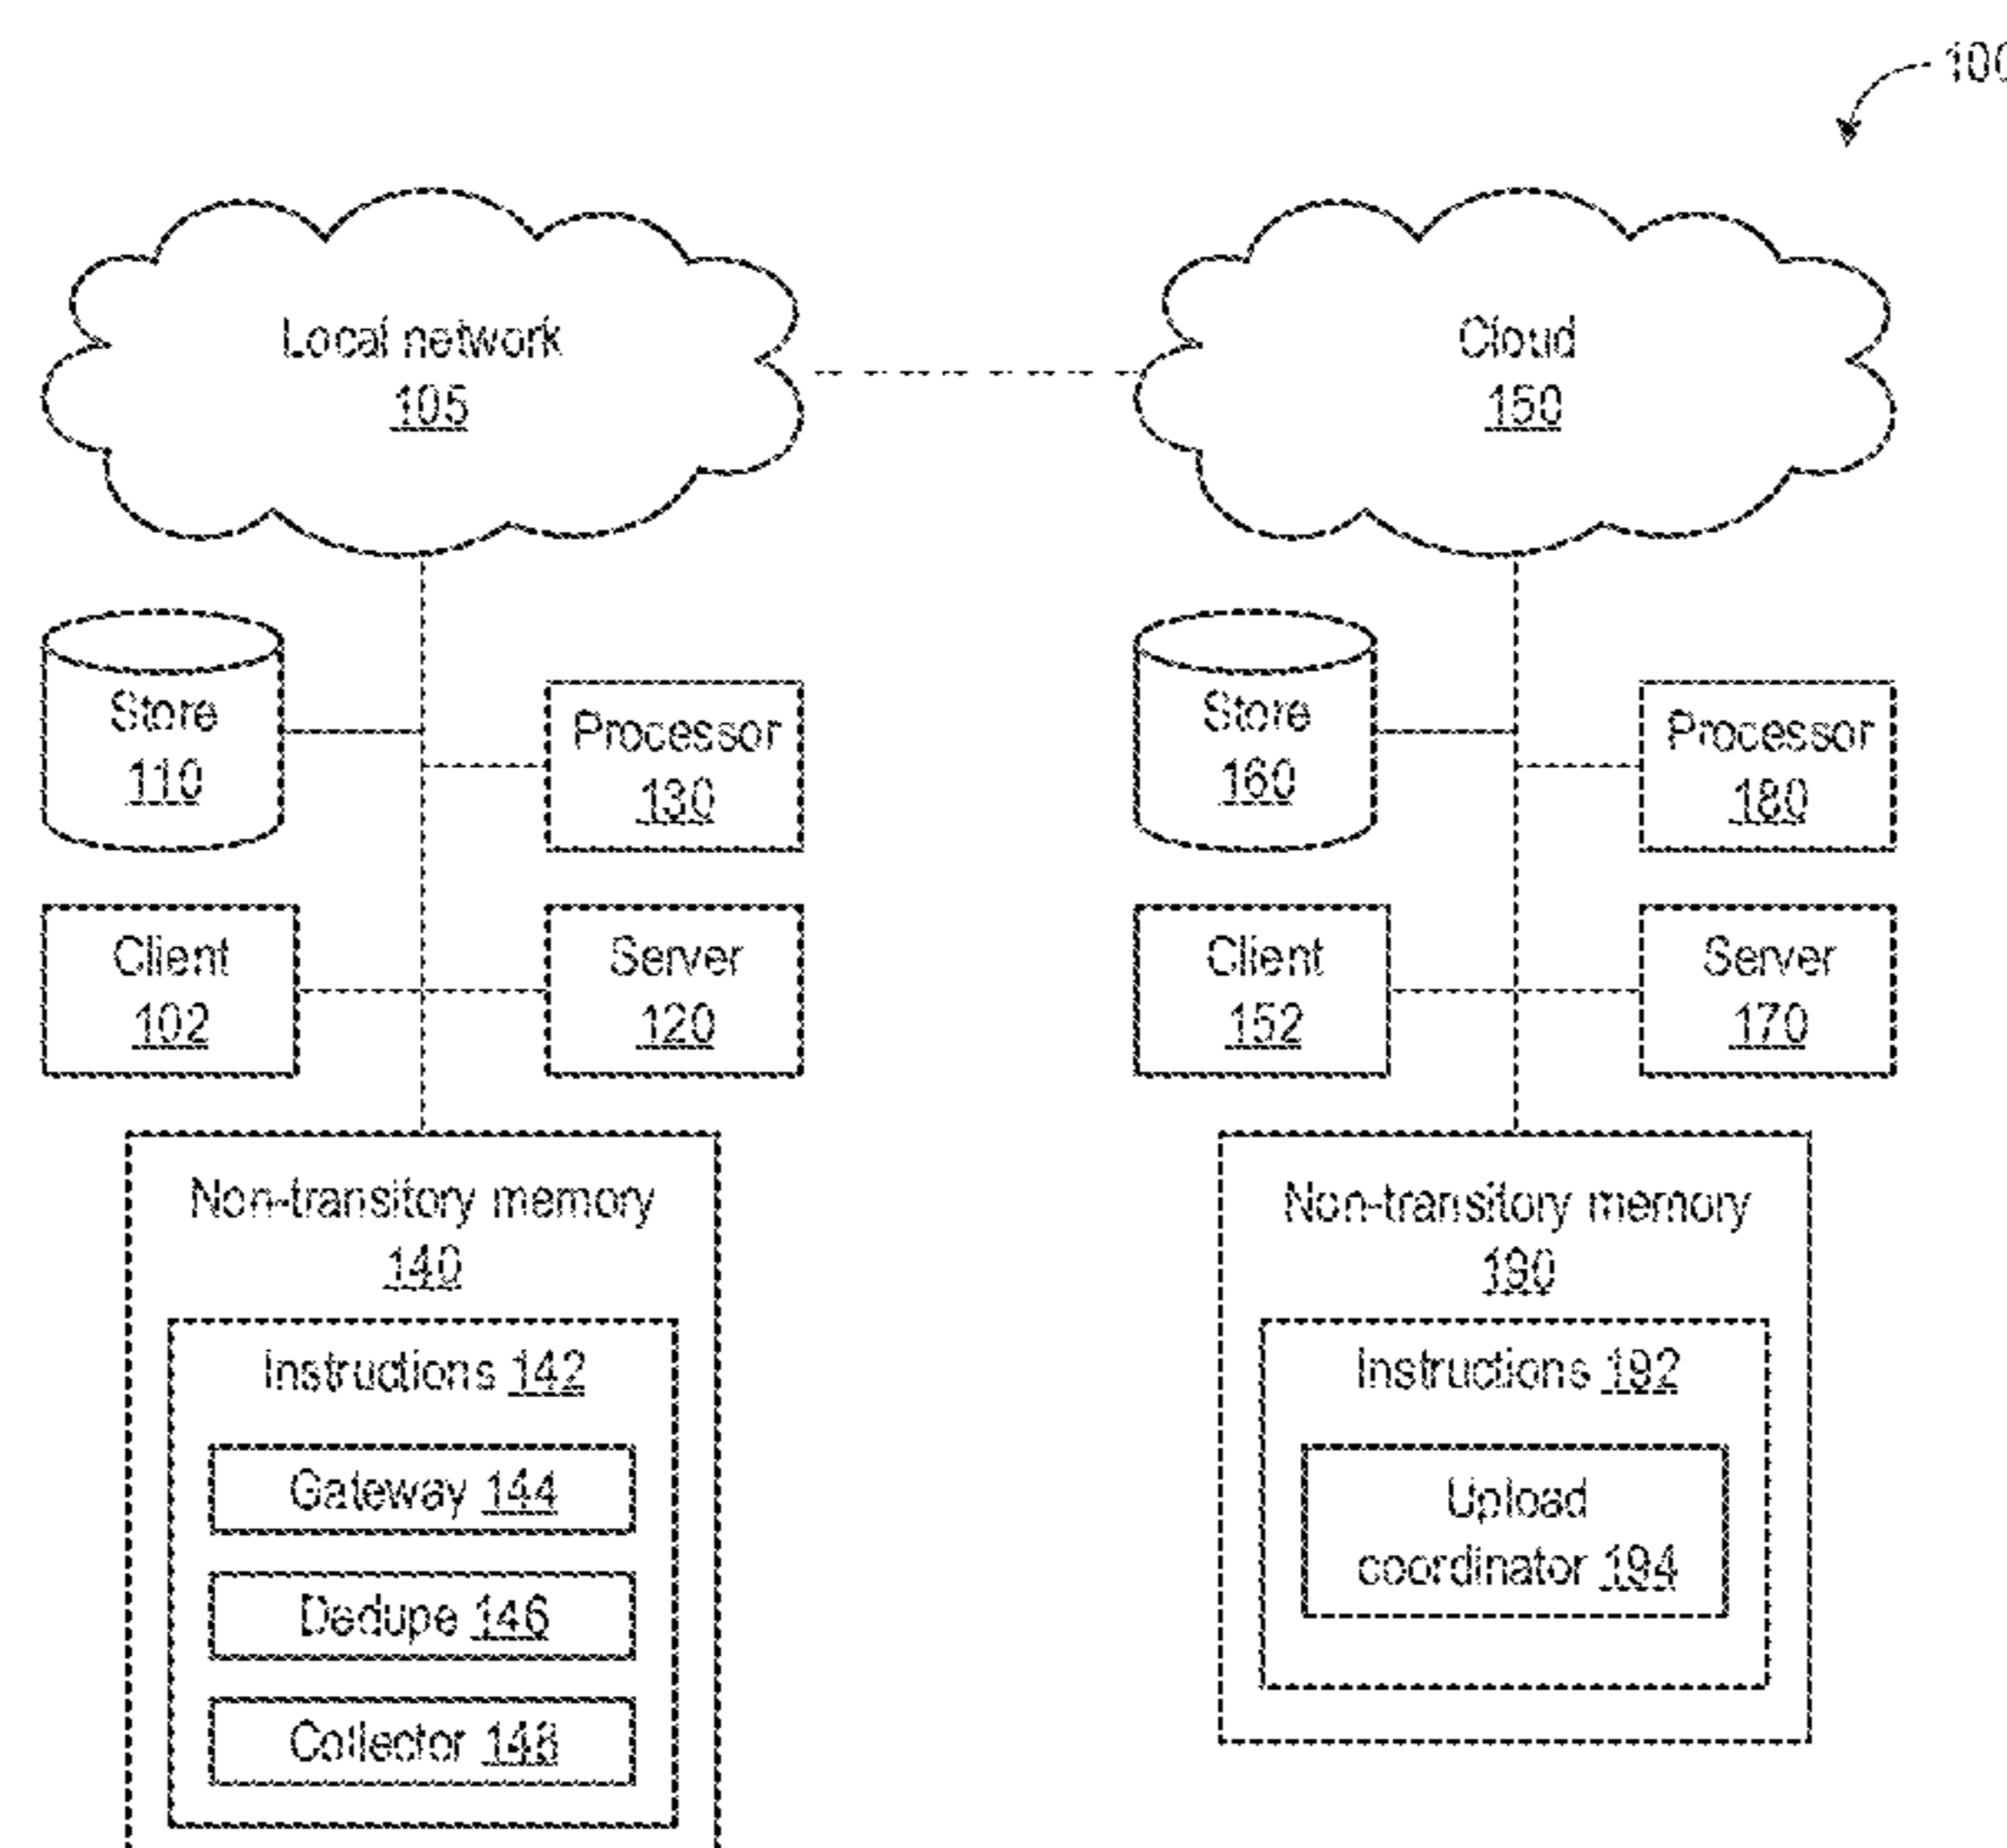 100
Local network
105
Cloud
150
Store
110
Processor
130
Store
160
Processor
180
Client
102
Server
120
Client
152
Server
170
Non-transitory memory
140
Non-transitory memory
190
Instructions 142
Instructions 192
Gateway 144
Upload
coordinator 194
Dedupe 146
Collector 148